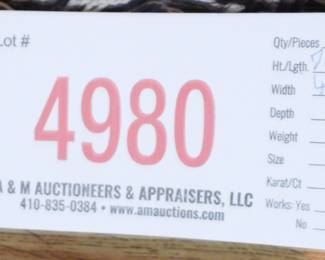 Lot #
4980
A & M AUCTIONEERS & APPRAISERS, LLC
410-835-0384 • www.amauctions.com
Qty/Pieces
Ht./Lgth.
Width
Depth
Weight
Size
Karat/Ct
Works: Yes
No